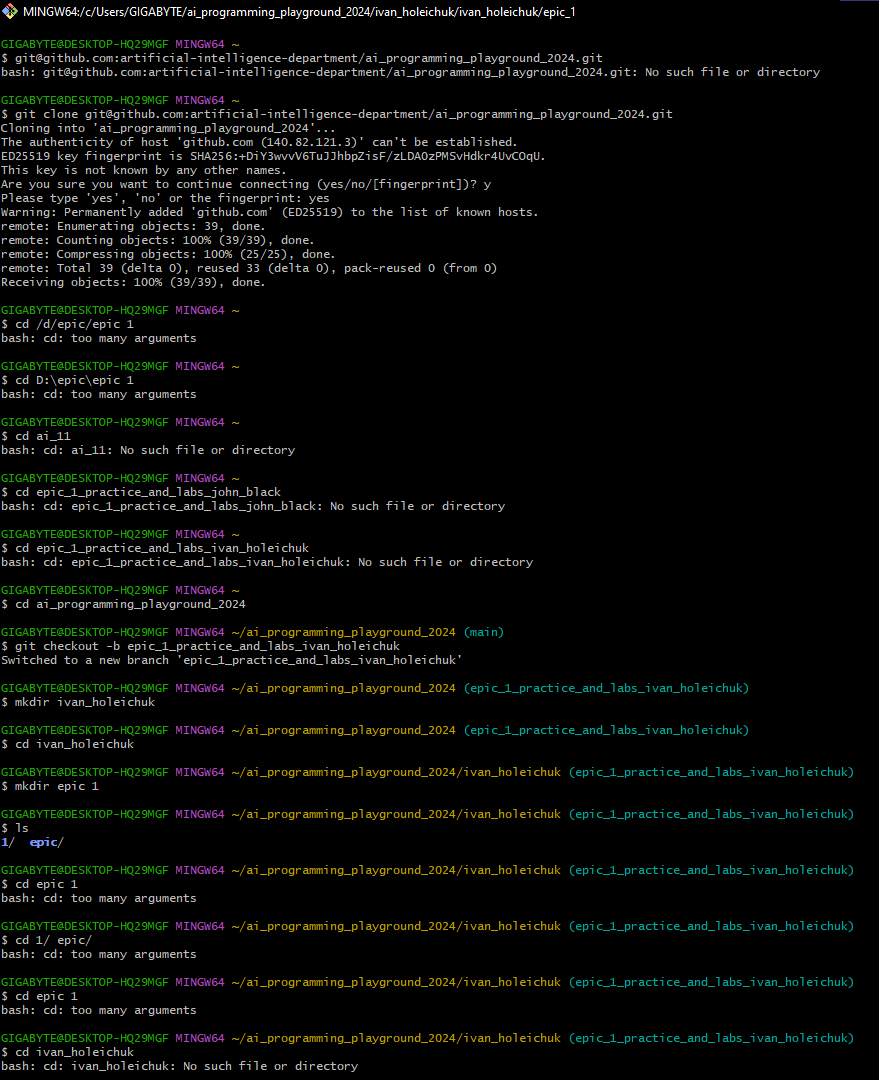 MINGW64:/c/Users/GIGABYTE/ai_programming_playground_2024/ivan_holeichuk/ivan_holeichuk/epic_1
GIGABYTE@DESKTOP-HQ29MGF MINGW64 ~
$ git@github.com:artificial-intelligence-department/ai_programming_playground_2024.git
bash: git@github.com:artificial-intelligence-department/ai_programming_playground_2024.git: No such file or directory
GIGABYTE@DESKTOP-HQ29MGF MINGW64 ~
$ git clone git@github.com:artificial-intelligence-department/ai_programming_playground_2024.git
Cloning into 'ai_programming_playground_2024'...
The authenticity of host 'github.com (140.82.121.3)' can't be established.
ED25519 key fingerprint is SHA256:+DiY3wvvV6TuJJhbpZisF/zLDA0zPMSvHdkr4UvCOqU.
This key is not known by any other names.
Are you sure you want to continue connecting (yes/no/[fingerprint])? y
Please type 'yes', 'no' or the fingerprint: yes
Warning: Permanently added 'github.com' (ED25519) to the list of known hosts.
remote: Enumerating objects: 39, done.
remote: Counting objects: 100% (39/39), done.
remote: Compressing objects: 100% (25/25), done.
remote: Total 39 (delta 0), reused 33 (delta 0), pack-reused 0 (from 0)
Receiving objects: 100% (39/39), done.
GIGABYTE@DESKTOP-HQ29MGF MINGW64 ~
$ cd /d/epic/epic 1
bash: cd: too many arguments
GIGABYTE@DESKTOP-HQ29MGF MINGW64 ~
$ cd D:\epic\epic 1
bash: cd: too many arguments
GIGABYTE@DESKTOP-HQ29MGF MINGW64 ~
$ cd ai_11
bash: cd: ai_11: No such file or directory
GIGABYTE@DESKTOP-HQ29MGF MINGW64 ~
$ cd epic_1_practice_and_labs_john_black
bash: cd: epic_1_practice_and_labs_john_black: No such file or directory
GIGABYTE@DESKTOP-HQ29MGF MINGW64 ~
$ cd epic_1_practice_and_labs_ivan_holeichuk
bash: cd: epic_1_practice_and_labs_ivan_holeichuk: No such file or directory
GIGABYTE@DESKTOP-HQ29MGF MINGW64 ~
$ cd ai_programming_playground_2024
GIGABYTE@DESKTOP-HQ29MGF MINGW64 ~/ai_programming_playground_2024 (main)
$ git checkout -b epic_1_practice_and_labs_ivan_holeichuk
Switched to a new branch 'epic_1_practice_and_labs_ivan_holeichuk'
GIGABYTE@DESKTOP-HQ29MGF MINGW64 ~/ai_programming_playground_2024 (epic_1_practice_and_labs_ivan_holeichuk)
$ mkdir ivan_holeichuk
GIGABYTE@DESKTOP-HQ29MGF MINGW64 ~/ai_programming_playground_2024 (epic_1_practice_and_labs_ivan_holeichuk)
$ cd ivan_holeichuk
GIGABYTE@DESKTOP-HQ29MGF MINGW64 ~/ai_programming_playground_2024/ivan_holeichuk (epic_1_practice_and_labs_ivan_holeichuk)
$ mkdir epic 1
GIGABYTE@DESKTOP-HQ29MGF MINGW64 ~/ai_programming_playground_2024/ivan_holeichuk (epic_1_practice_and_labs_ivan_holeichuk)
$ ls
1/  epic/
GIGABYTE@DESKTOP-HQ29MGF MINGW64 ~/ai_programming_playground_2024/ivan_holeichuk (epic_1_practice_and_labs_ivan_holeichuk)
$ cd epic 1
bash: cd: too many arguments
GIGABYTE@DESKTOP-HQ29MGF MINGW64 ~/ai_programming_playground_2024/ivan_holeichuk (epic_1_practice_and_labs_ivan_holeichuk)
$ cd 1/ epic/
bash: cd: too many arguments
GIGABYTE@DESKTOP-HQ29MGF MINGW64 ~/ai_programming_playground_2024/ivan_holeichuk (epic_1_practice_and_labs_ivan_holeichuk)
$ cd epic 1
bash: cd: too many arguments
GIGABYTE@DESKTOP-HQ29MGF MINGW64 ~/ai_programming_playground_2024/ivan_holeichuk (epic_1_practice_and_labs_ivan_holeichuk)
$ cd ivan_holeichuk
bash: cd: ivan_holeichuk: No such file or directory